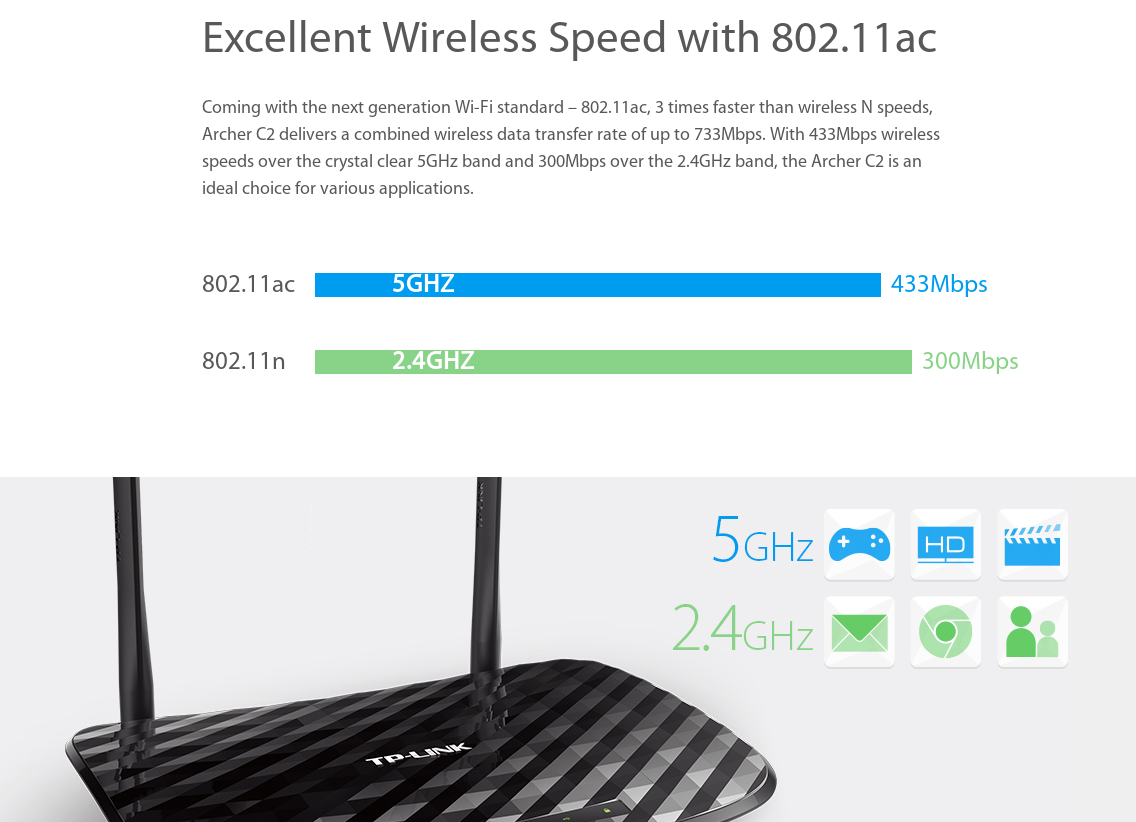 Excellent Wireless Speed with 802.11ac
Coming with the next generation Wi-Fi standard – 802.11ac, 3 times faster than wireless N speeds,
Archer C2 delivers a combined wireless data transfer rate of up to 733Mbps. With 433Mbps wireless
speeds over the crystal clear 5GHz band and 300Mbps over the 2.4GHz band, the Archer C2 is an
ideal choice for various applications.
802.11ac 5GHZ 433Mbps
802.11n 2.4GHZ 300Mbps
5GHz HD
2.4GHz
TP-LINK